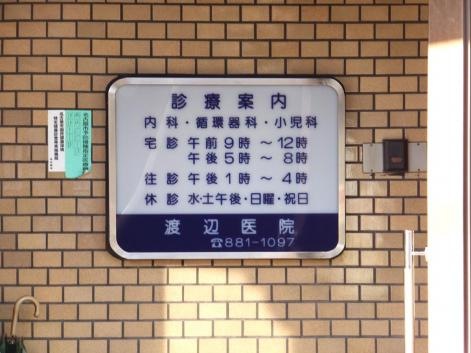 診療案内
内科・循環器科・小児科
宅診 午前9時～12時
午後5時～8時
往診 午後1時～4時
休診 水土午後・日曜・祝日
渡辺医院
☎881-1097